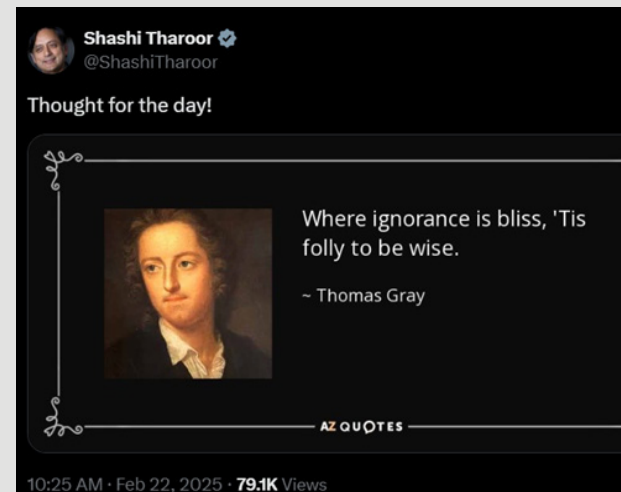 Shashi Tharoor
@ShashiTharoor
Thought for the day!
Where ignorance is bliss, 'Tis
folly to be wise.
~ Thomas Gray
AZ QUOTES
10:25 AM · Feb 22, 2025 · 79.1K Views